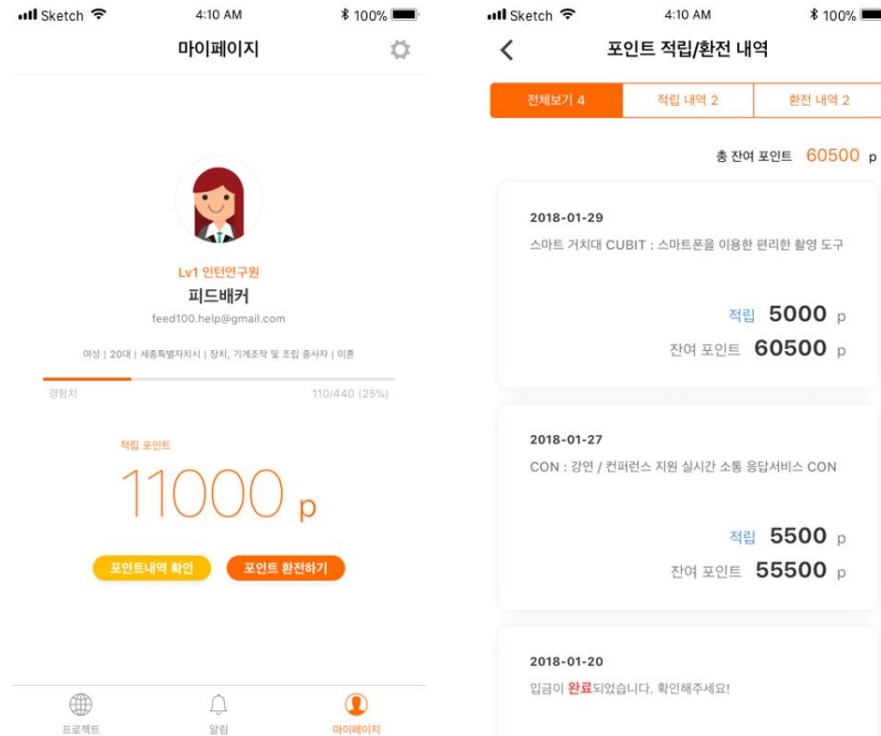 Sketch 4:10 AM 100%
마이페이지
Lv1 인턴연구원
피드배커
feed100.help@gmail.com
여성 | 20대 | 세종특별자치시 | 장치, 기계조작 및 조립 종사자 | 미혼
경험치 110/440 (25%)
적립 포인트
11000 p
포인트내역 확인 포인트 환전하기
프로젝트 알림 마이페이지
Sketch 4:10 AM 100%
포인트 적립/환전 내역
전체보기 4 적립 내역 2 환전 내역 2
총 잔여 포인트 60500 p
2018-01-29
스마트 거치대 CUBIT : 스마트폰을 이용한 편리한 촬영 도구
적립 5000 p
잔여 포인트 60500 p
2018-01-27
CON : 강연 / 컨퍼런스 지원 실시간 소통 응답서비스 CON
적립 5500 p
잔여 포인트 55500 p
2018-01-20
입금이 완료되었습니다. 확인해주세요!